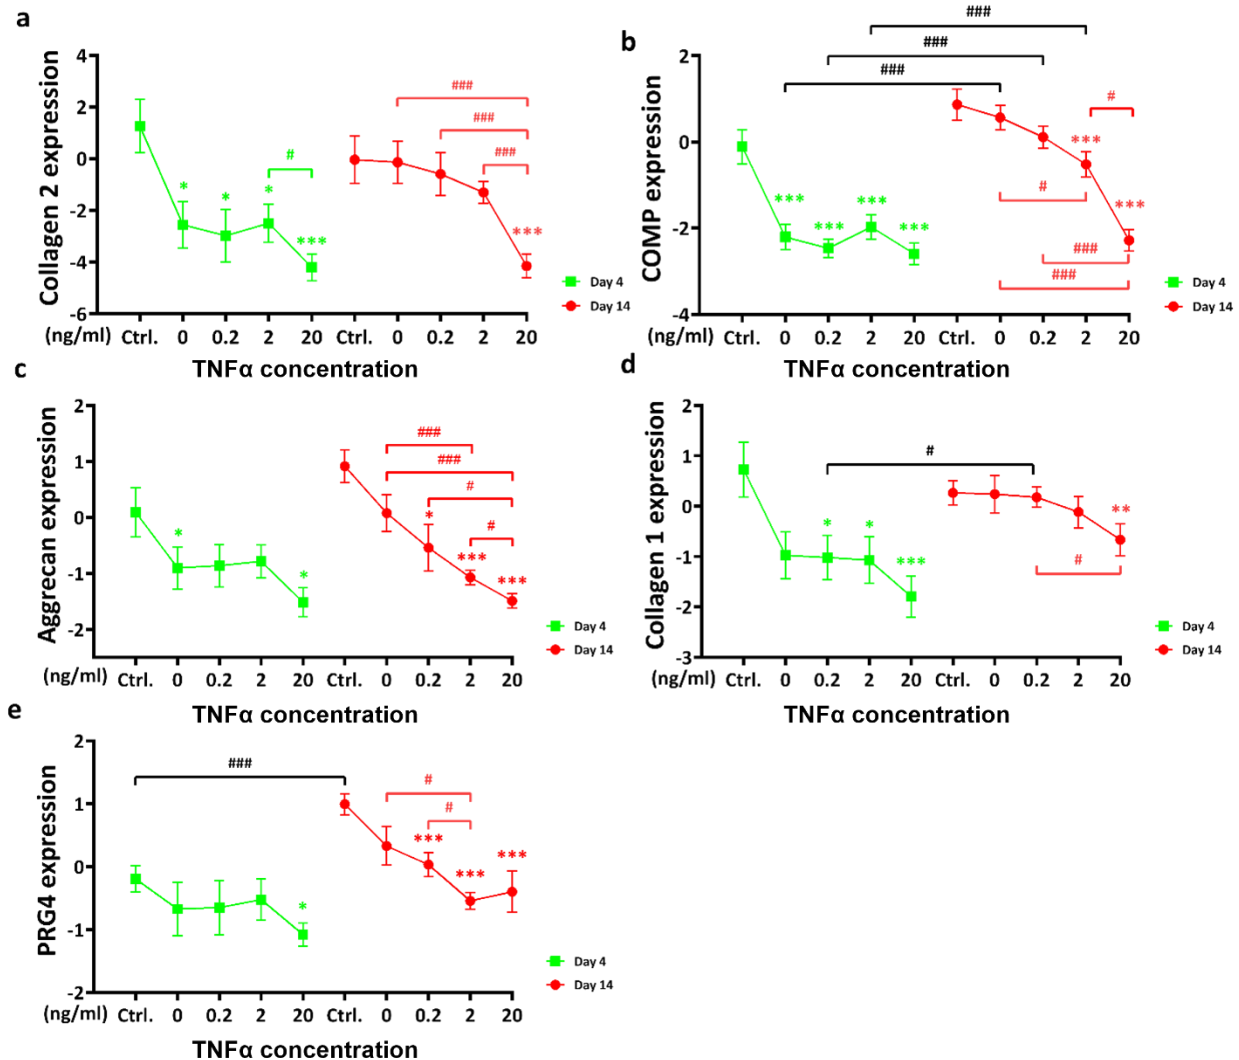 a
Collagen 2 expression
4
2
0
-2
-4
-6
*
*
*
***
#
###
###
###
***
Day 4
Day 14
(ng/ml)
Ctrl. 0 0.2 2 20 Ctrl. 0 0.2 2 20
TNFα concentration
b
COMP expression
2
0
-2
-4
###
###
###
***
***
***
***
#
***
#
***
###
###
Day 4
Day 14
(ng/ml)
Ctrl. 0 0.2 2 20 Ctrl. 0 0.2 2 20
TNFα concentration
c
Aggrecan expression
2
1
0
-1
-2
*
*
###
###
#
*
#
***
***
Day 4
Day 14
(ng/ml)
Ctrl. 0 0.2 2 20 Ctrl. 0 0.2 2 20
TNFα concentration
d
Collagen 1 expression
2
1
0
-1
-2
-3
#
*
*
***
**
#
Day 4
Day 14
(ng/ml)
Ctrl. 0 0.2 2 20 Ctrl. 0 0.2 2 20
TNFα concentration
e
PRG4 expression
2
1
0
-1
-2
###
*
#
#
***
***
***
Day 4
Day 14
(ng/ml)
Ctrl. 0 0.2 2 20 Ctrl. 0 0.2 2 20
TNFα concentration